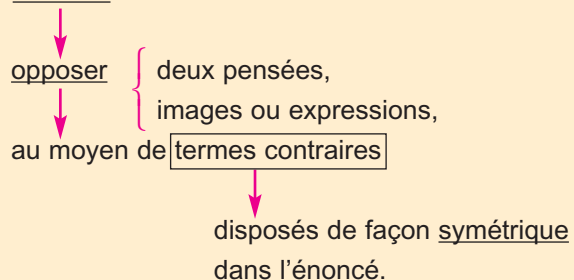 opposer deux pensées,
images ou expressions,
au moyen de termes contraires
disposés de façon symétrique
dans l'énoncé.